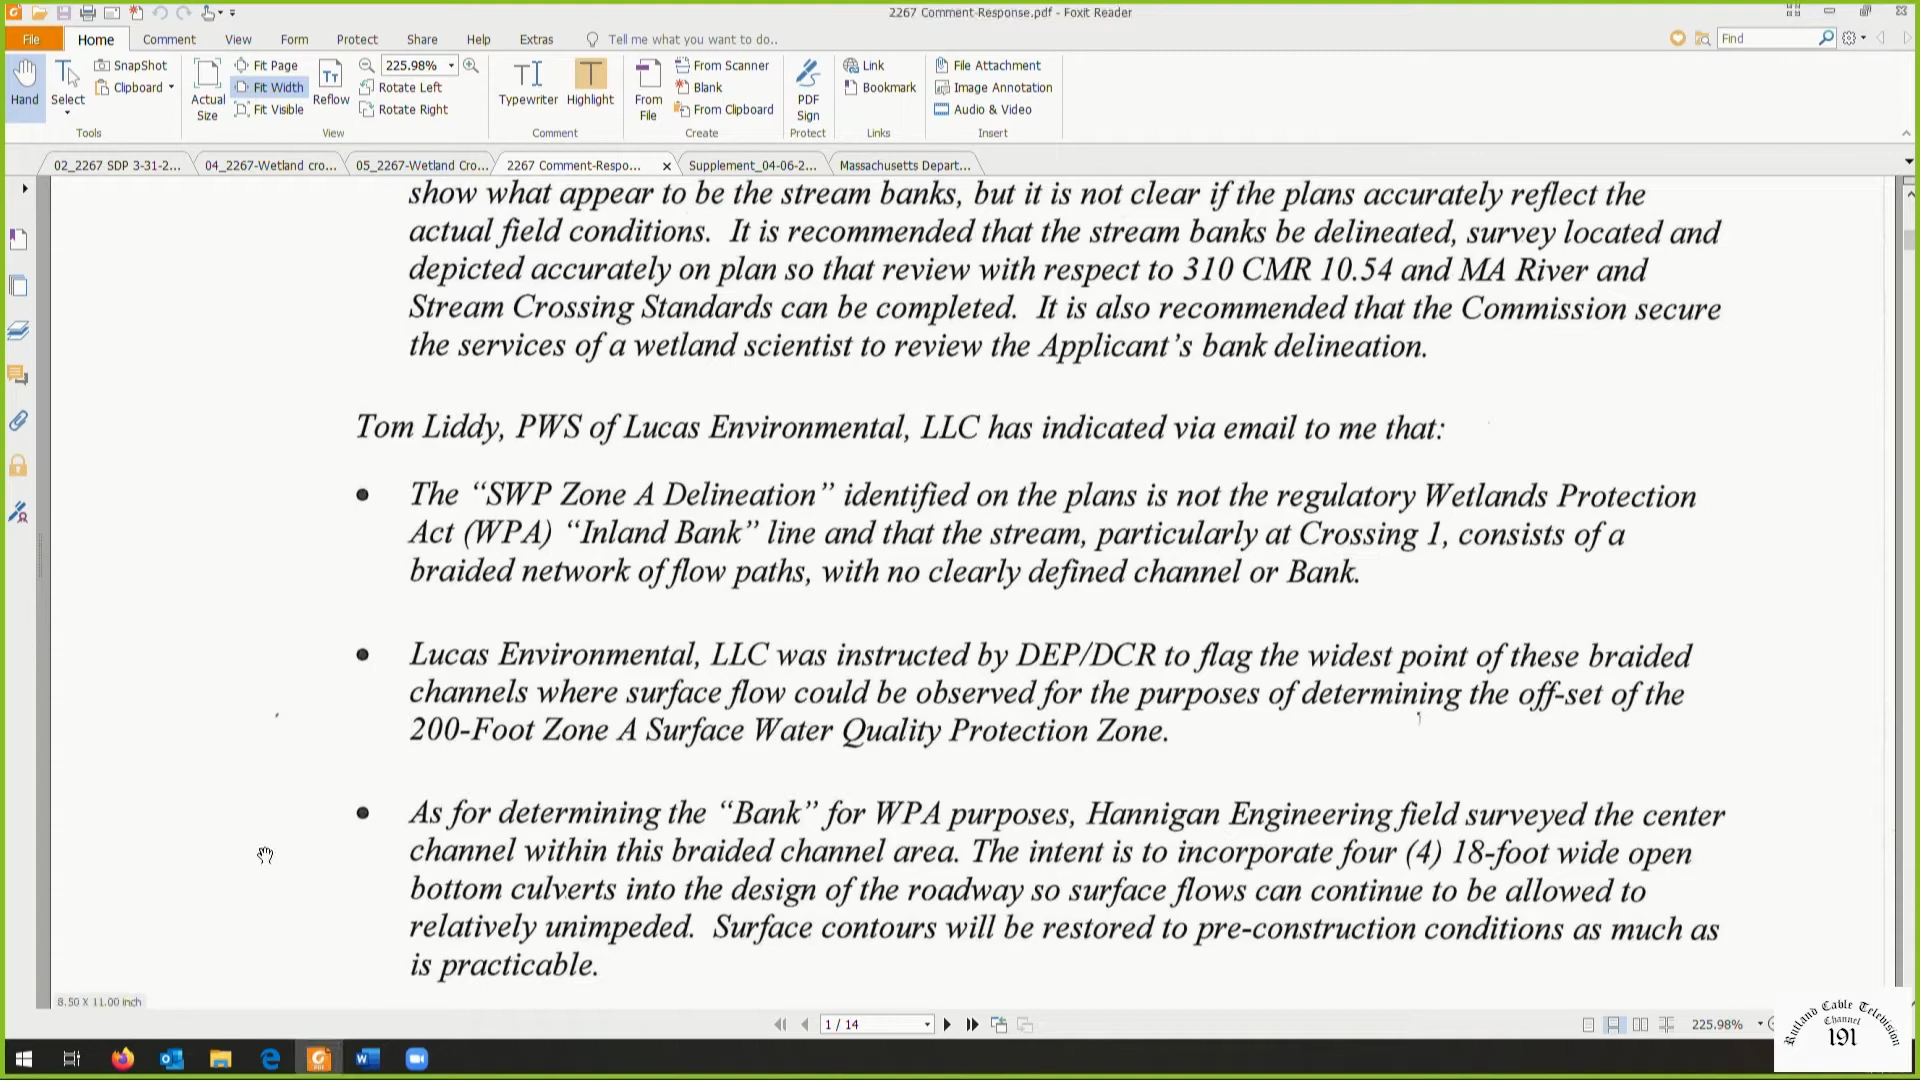 2267 Comment-Response.pdf - Foxit Reader
File Home Comment View Form Protect Share Help Extras Tell me what you want to do.. Find
Hand
Select
SnapShot
Clipboard
Tools
Actual Size
Fit Page
Fit Width
Fit Visible
Reflow
225.98%
Rotate Left
Rotate Right
View
Typewriter
Highlight
Comment
From File
From Scanner
Blank
From Clipboard
Create
PDF Sign
Protect
Link
Bookmark
Links
File Attachment
Image Annotation
Audio & Video
Insert
02_2267 SDP 3-31-2... 04_2267-Wetland cro... 05_2267-Wetland Cro... 2267 Comment-Respo... Supplement_04-06-2... Massachusetts Depart...
show what appear to be the stream banks, but it is not clear if the plans accurately reflect the
actual field conditions. It is recommended that the stream banks be delineated, survey located and
depicted accurately on plan so that review with respect to 310 CMR 10.54 and MA River and
Stream Crossing Standards can be completed. It is also recommended that the Commission secure
the services of a wetland scientist to review the Applicant's bank delineation.
Tom Liddy, PWS of Lucas Environmental, LLC has indicated via email to me that:
• The "SWP Zone A Delineation" identified on the plans is not the regulatory Wetlands Protection
Act (WPA) "Inland Bank" line and that the stream, particularly at Crossing 1, consists of a
braided network of flow paths, with no clearly defined channel or Bank.
• Lucas Environmental, LLC was instructed by DEP/DCR to flag the widest point of these braided
channels where surface flow could be observed for the purposes of determining the off-set of the
200-Foot Zone A Surface Water Quality Protection Zone.
• As for determining the "Bank" for WPA purposes, Hannigan Engineering field surveyed the center
channel within this braided channel area. The intent is to incorporate four (4) 18-foot wide open
bottom culverts into the design of the roadway so surface flows can continue to be allowed to
relatively unimpeded. Surface contours will be restored to pre-construction conditions as much as
is practicable.
8.50 X 11.00 inch
1 / 14
225.98%
Rutland Cable Television
Channel
191